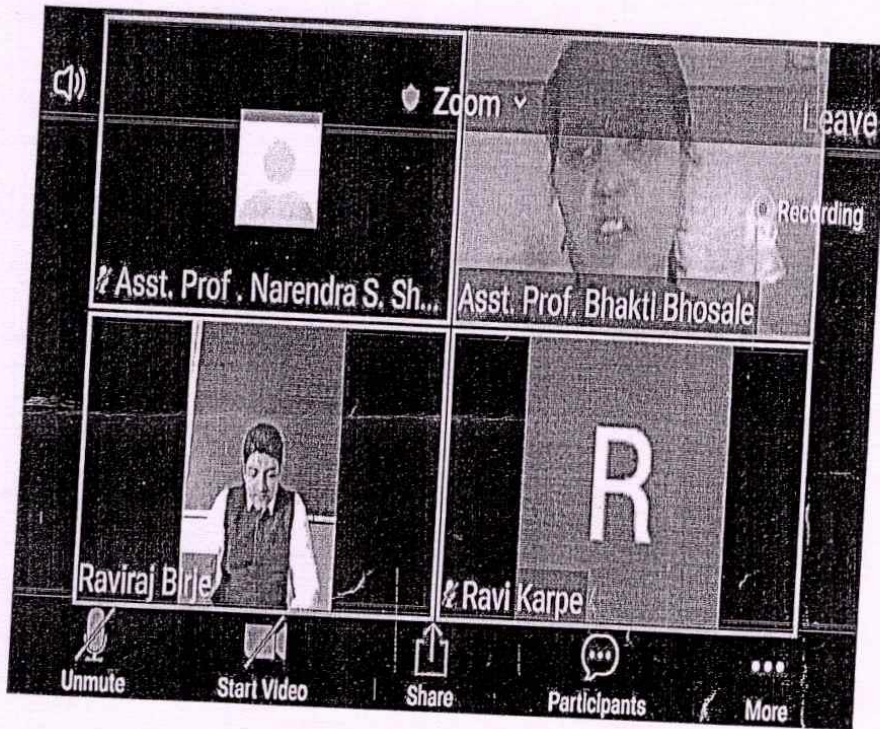 Zoom
Leave
Recording
Asst. Prof . Narendra S. Sh...
Asst. Prof. Bhakti Bhosale
R
Raviraj Birje
Ravi Karpe
Unmute
Start Video
Share
Participants
More